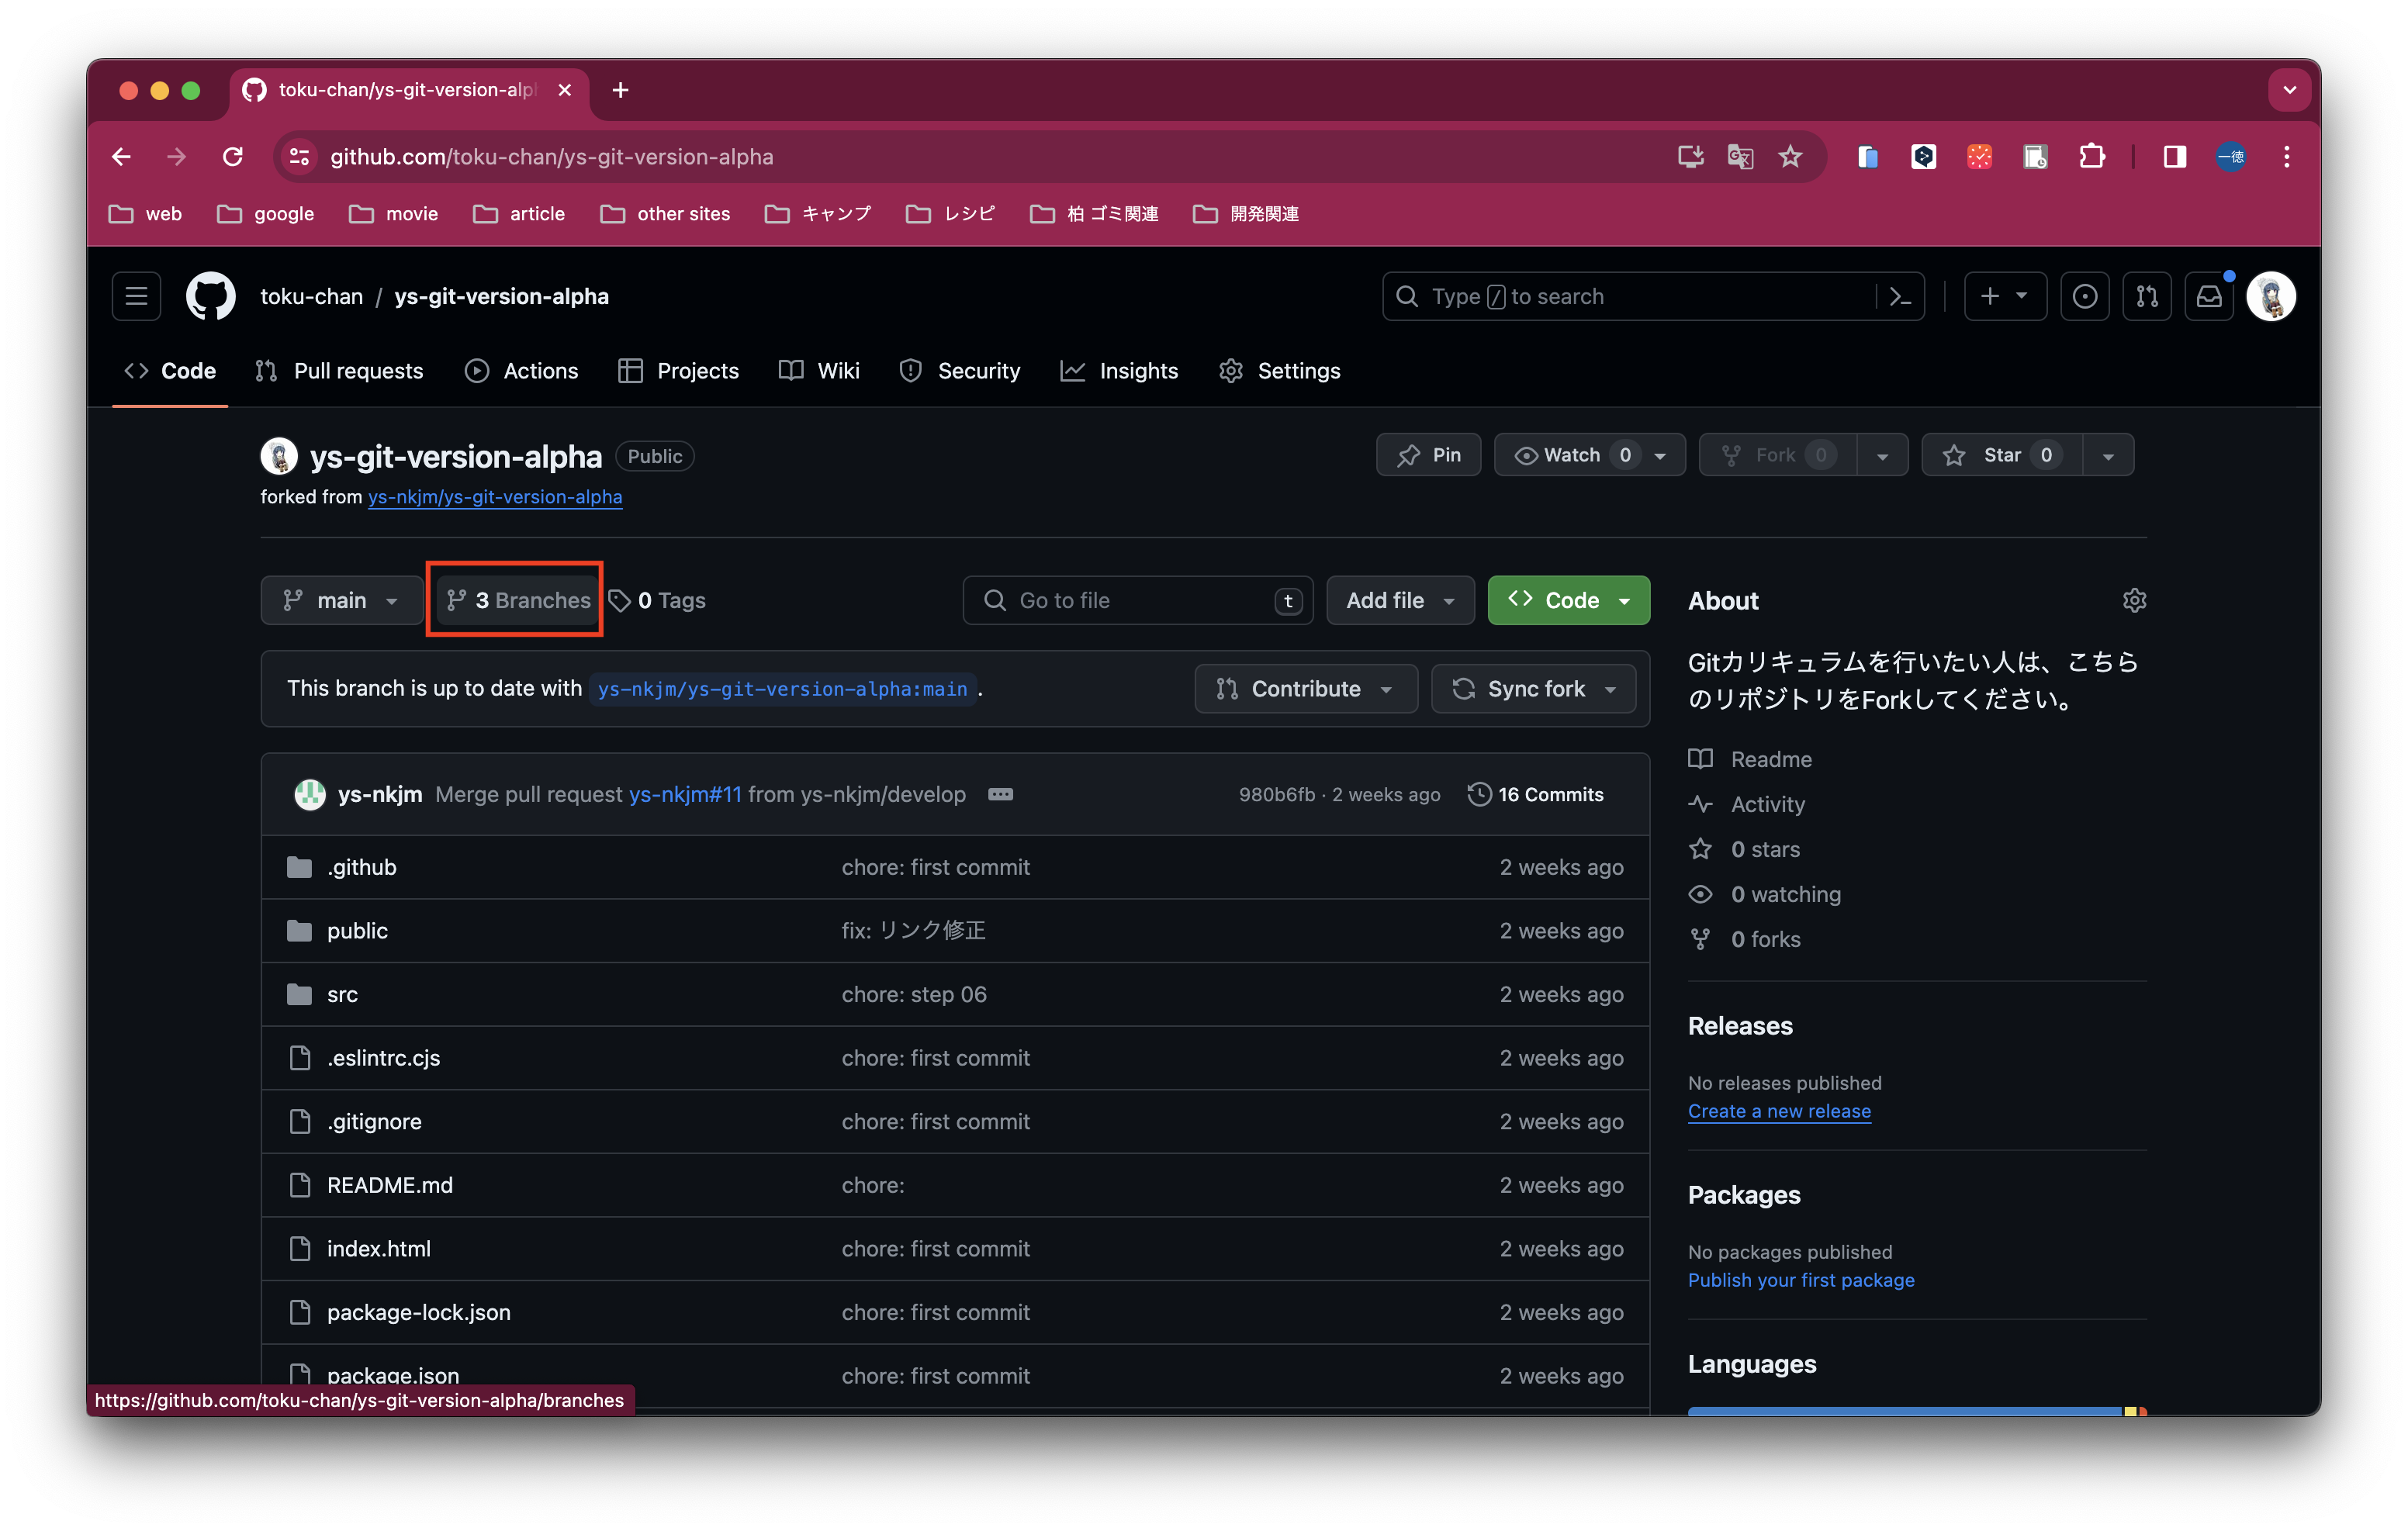 toku-chan/ys-git-version-alp
github.com/toku-chan/ys-git-version-alpha
一徳
web google movie article other sites キャンプ レシピ 柏 ゴミ関連 開発関連
toku-chan / ys-git-version-alpha
Type / to search
Code Pull requests Actions Projects Wiki Security Insights Settings
ys-git-version-alpha Public
Pin Watch 0 Fork 0 Star 0
forked from ys-nkjm/ys-git-version-alpha
main 3 Branches 0 Tags Go to file t Add file Code
This branch is up to date with ys-nkjm/ys-git-version-alpha:main . Contribute Sync fork
ys-nkjm Merge pull request ys-nkjm#11 from ys-nkjm/develop 980b6fb · 2 weeks ago 16 Commits
.github chore: first commit 2 weeks ago
public fix: リンク修正 2 weeks ago
src chore: step 06 2 weeks ago
.eslintrc.cjs chore: first commit 2 weeks ago
.gitignore chore: first commit 2 weeks ago
README.md chore: 2 weeks ago
index.html chore: first commit 2 weeks ago
package-lock.json chore: first commit 2 weeks ago
package.json chore: first commit 2 weeks ago
About
Gitカリキュラムを行いたい人は、こちら
のリポジトリをForkしてください。
Readme
Activity
0 stars
0 watching
0 forks
Releases
No releases published
Create a new release
Packages
No packages published
Publish your first package
Languages
https://github.com/toku-chan/ys-git-version-alpha/branches